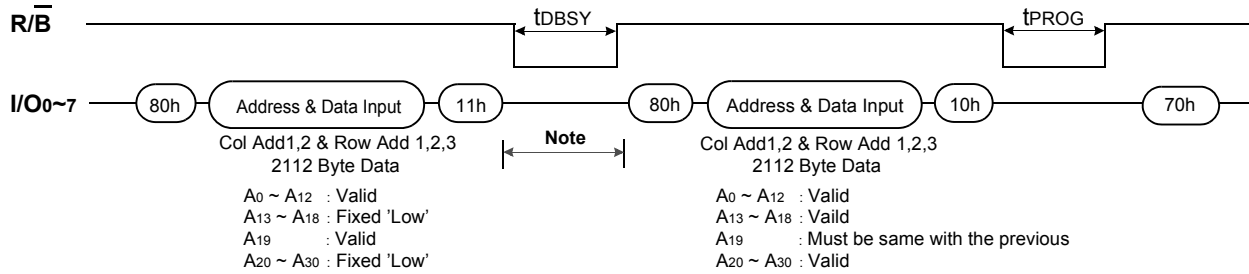 R/B
tDBSY
tPROG
I/O0~7
80h
Address & Data Input
11h
80h
Address & Data Input
10h
70h
Col Add1,2 & Row Add 1,2,3
2112 Byte Data
Note
Col Add1,2 & Row Add 1,2,3
2112 Byte Data
A0 ~ A12 : Valid
A13 ~ A18 : Fixed 'Low'
A19 : Valid
A20 ~ A30 : Fixed 'Low'
A0 ~ A12 : Valid
A13 ~ A18 : Vaild
A19 : Must be same with the previous
A20 ~ A30 : Valid